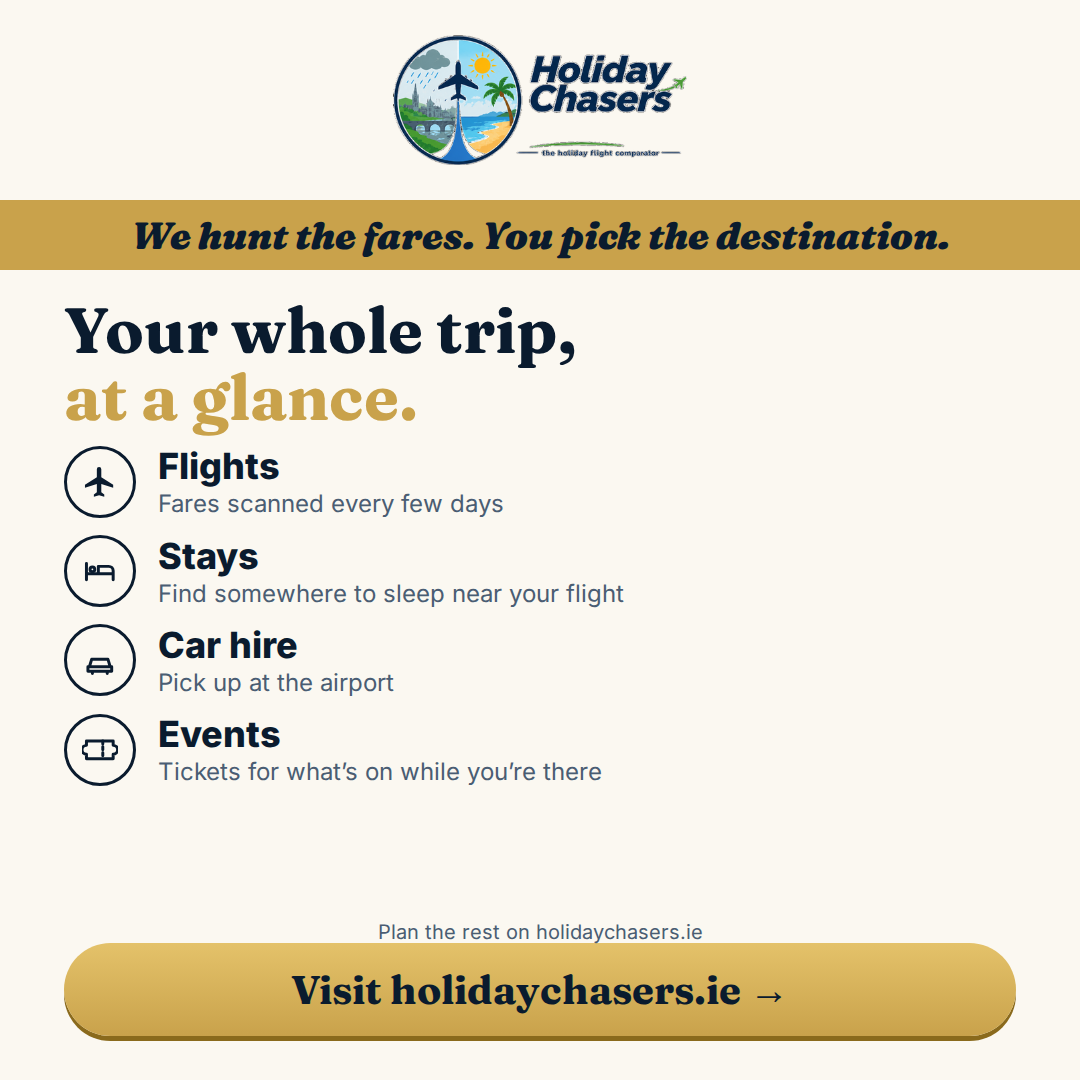 Holiday
Chasers
the holiday flight comparator
We hunt the fares. You pick the destination.
Your whole trip,
at a glance.
Flights
Fares scanned every few days
Stays
Find somewhere to sleep near your flight
Car hire
Pick up at the airport
Events
Tickets for what’s on while you’re there
Plan the rest on holidaychasers.ie
Visit holidaychasers.ie →